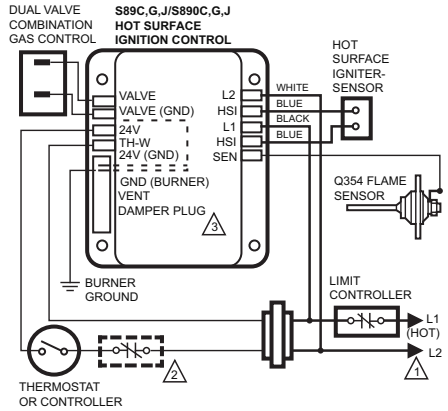 DUAL VALVE
COMBINATION
GAS CONTROL
S89C,G,J/S890C,G,J
HOT SURFACE
IGNITION CONTROL
HOT
SURFACE
IGNITER-
SENSOR
VALVE
VALVE (GND)
24V
TH-W
24V (GND)
GND (BURNER)
VENT
DAMPER PLUG
3
L2
HSI
L1
HSI
SEN
WHITE
BLUE
BLACK
BLUE
Q354 FLAME
SENSOR
BURNER
GROUND
LIMIT
CONTROLLER
L1
(HOT)
L2
1
2
THERMOSTAT
OR CONTROLLER